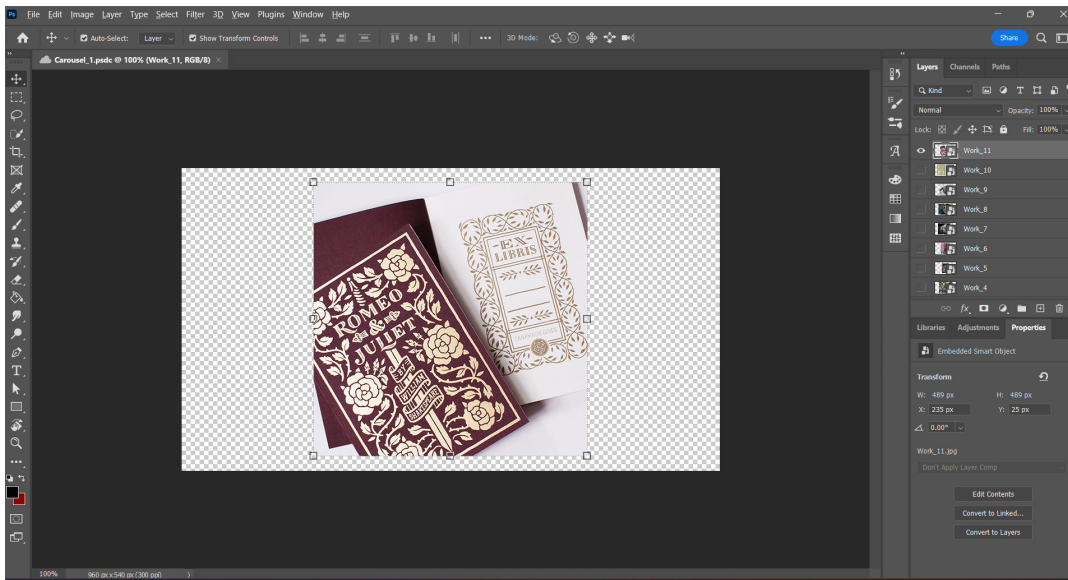 Ps File Edit Image Layer Type Select Filter 3D View Plugins Window Help
Auto-Select: Layer Show Transform Controls 3D Mode: Share
Carousel_1.psdc @ 100% (Work_11, RGB/8) ×
Layers Channels Paths
Kind
Normal Opacity: 100%
Lock: Fill: 100%
Work_11
Work_10
Work_9
Work_8
Work_7
Work_6
Work_5
Work_4
EX
LIBRIS
ROMEO
&
JULIET
BY
WILLIAM
SHAKESPEARE
Libraries Adjustments Properties
Embedded Smart Object
Transform
W: 489 px H: 489 px
X: 235 px Y: 25 px
0.00°
Work_11.jpg
Don't Apply Layer Comp
Edit Contents
Convert to Linked...
Convert to Layers
100% 960 px x 540 px (300 ppi)